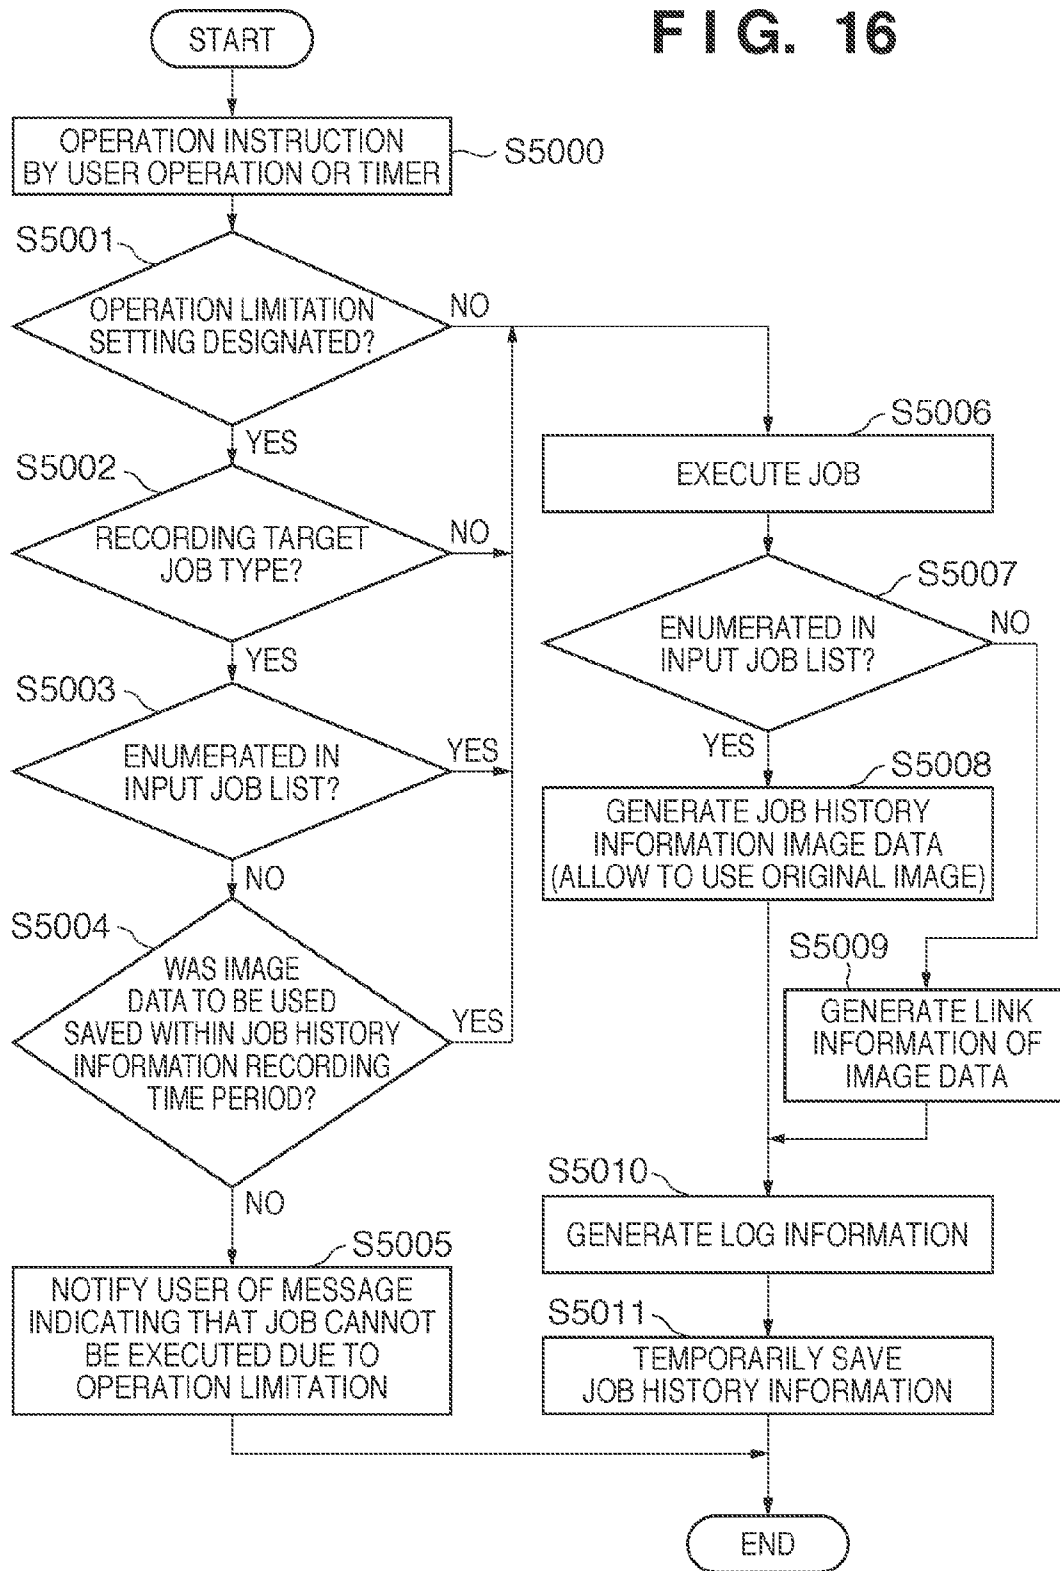 FIG. 16
START
OPERATION INSTRUCTION
BY USER OPERATION OR TIMER
S5000
S5001
OPERATION LIMITATION
SETTING DESIGNATED?
NO
YES
S5002
RECORDING TARGET
JOB TYPE?
NO
YES
S5003
ENUMERATED IN
INPUT JOB LIST?
YES
NO
S5004
WAS IMAGE
DATA TO BE USED
SAVED WITHIN JOB HISTORY
INFORMATION RECORDING
TIME PERIOD?
YES
NO
S5005
NOTIFY USER OF MESSAGE
INDICATING THAT JOB CANNOT
BE EXECUTED DUE TO
OPERATION LIMITATION
S5006
EXECUTE JOB
S5007
ENUMERATED IN
INPUT JOB LIST?
NO
YES
S5008
GENERATE JOB HISTORY
INFORMATION IMAGE DATA
(ALLOW TO USE ORIGINAL IMAGE)
S5009
GENERATE LINK
INFORMATION OF
IMAGE DATA
S5010
GENERATE LOG INFORMATION
S5011
TEMPORARILY SAVE
JOB HISTORY INFORMATION
END